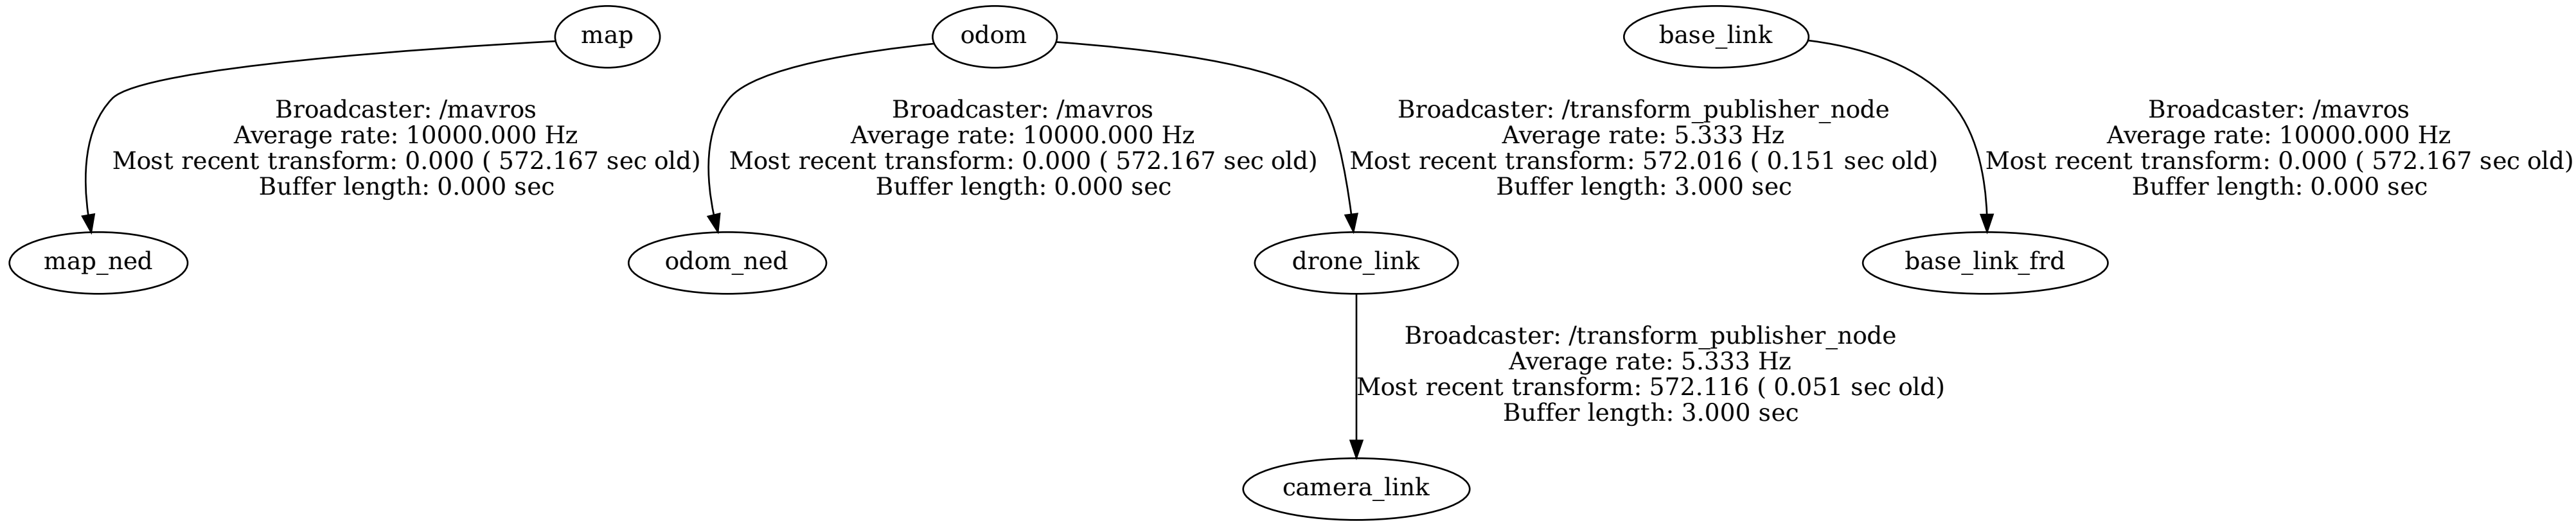 map
odom
base_link
Broadcaster: /mavros
Average rate: 10000.000 Hz
Most recent transform: 0.000 ( 572.167 sec old)
Buffer length: 0.000 sec
Broadcaster: /mavros
Average rate: 10000.000 Hz
Most recent transform: 0.000 ( 572.167 sec old)
Buffer length: 0.000 sec
Broadcaster: /transform_publisher_node
Average rate: 5.333 Hz
Most recent transform: 572.016 ( 0.151 sec old)
Buffer length: 3.000 sec
Broadcaster: /mavros
Average rate: 10000.000 Hz
Most recent transform: 0.000 ( 572.167 sec old)
Buffer length: 0.000 sec
map_ned
odom_ned
drone_link
base_link_frd
Broadcaster: /transform_publisher_node
Average rate: 5.333 Hz
Most recent transform: 572.116 ( 0.051 sec old)
Buffer length: 3.000 sec
camera_link